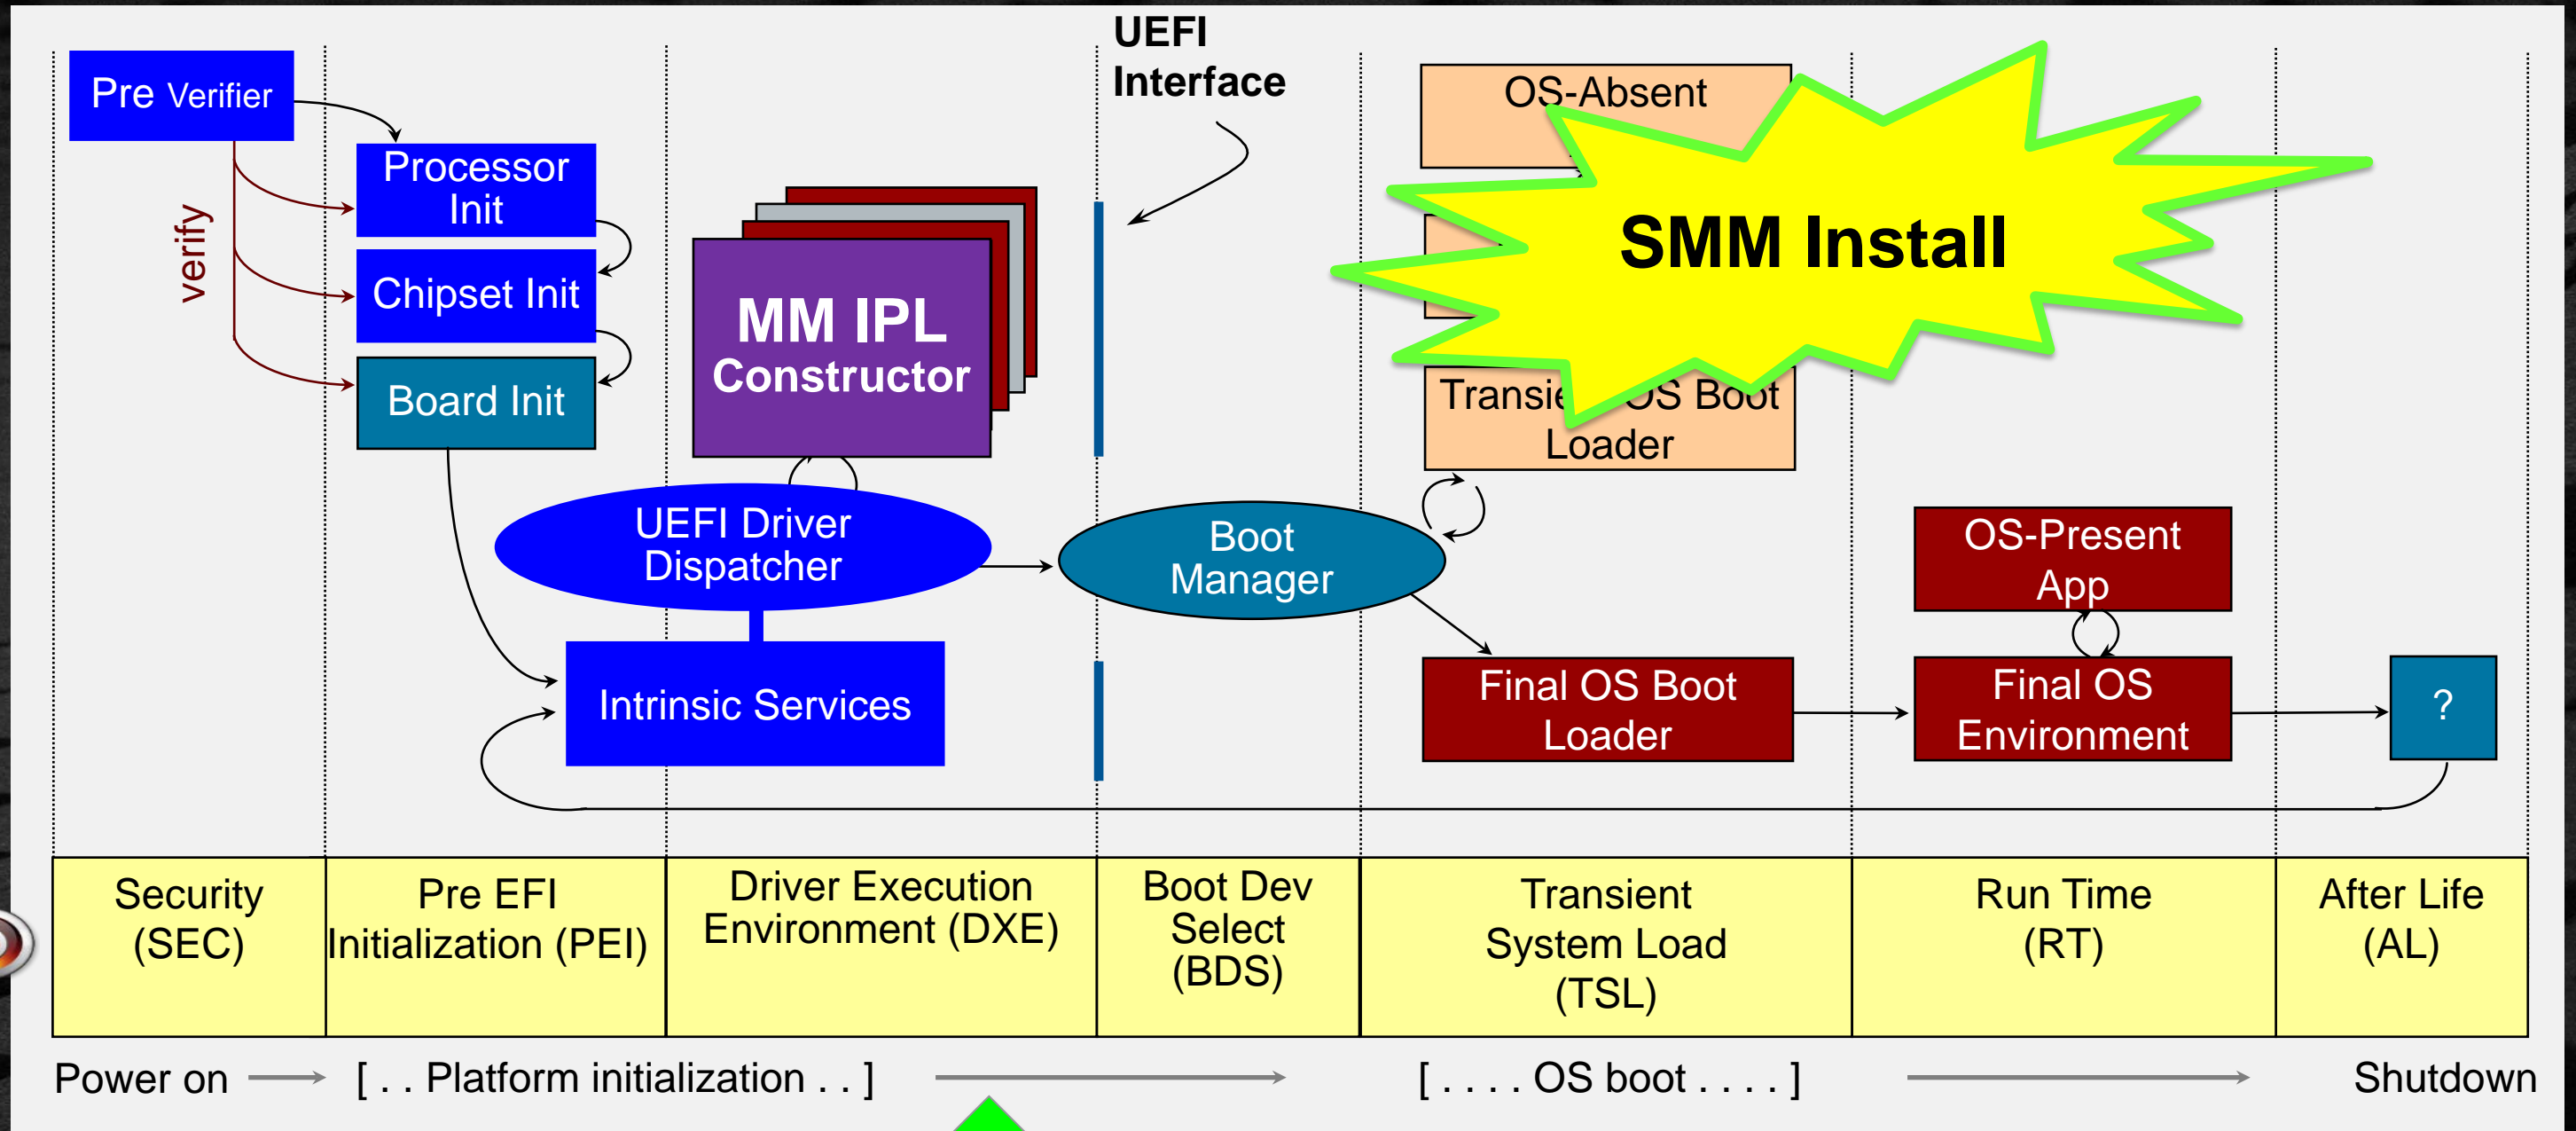 UEFI
Interface
Pre Verifier
verify
Processor
Init
Chipset Init
Board Init
MM IPL
Constructor
UEFI Driver
Dispatcher
Intrinsic Services
Boot
Manager
OS-Absent
SMM Install
OS Boot
Loader
Final OS Boot
Loader
OS-Present
App
Final OS
Environment
?
Security
(SEC)
Pre EFI
Initialization (PEI)
Driver Execution
Environment (DXE)
Boot Dev
Select
(BDS)
Transient
System Load
(TSL)
Run Time
(RT)
After Life
(AL)
Power on
[ . . Platform initialization . . ]
[ . . . . OS boot . . . . ]
Shutdown